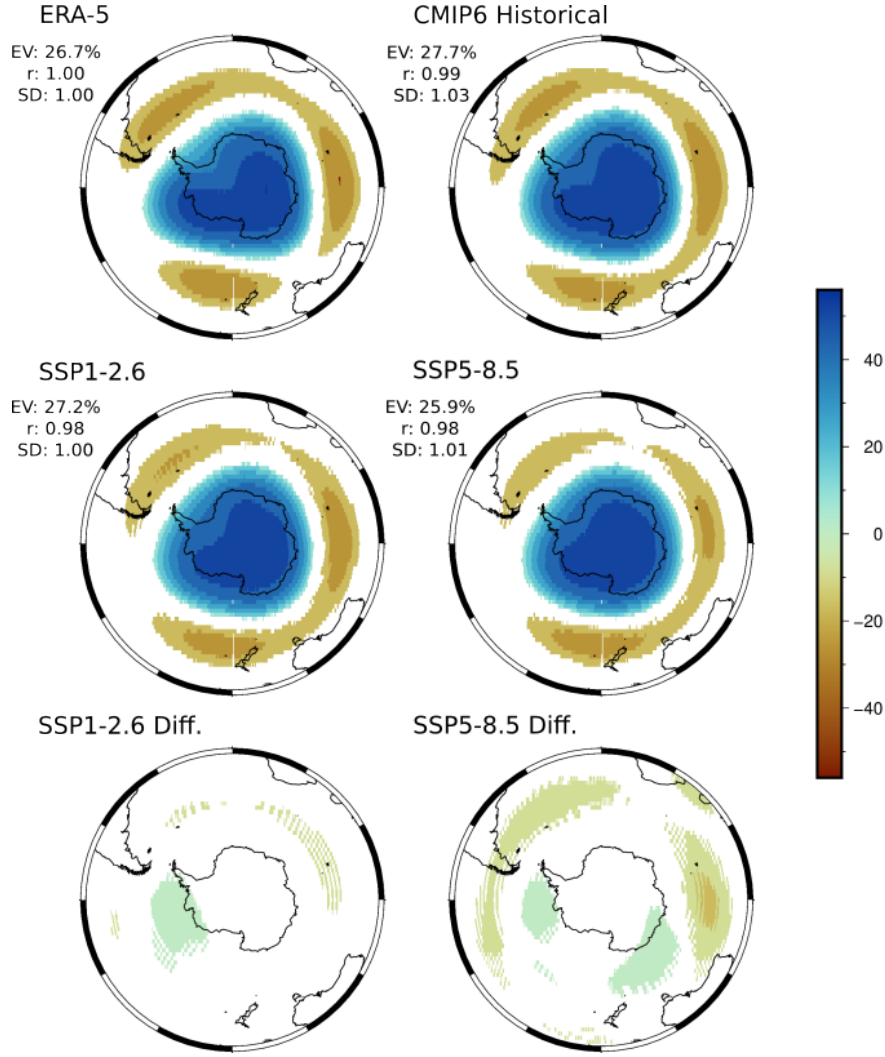 ERA-5
EV: 26.7%
r: 1.00
SD: 1.00
CMIP6 Historical
EV: 27.7%
r: 0.99
SD: 1.03
SSP1-2.6
EV: 27.2%
r: 0.98
SD: 1.00
SSP5-8.5
EV: 25.9%
r: 0.98
SD: 1.01
SSP1-2.6 Diff.
SSP5-8.5 Diff.
40
20
0
−20
−40